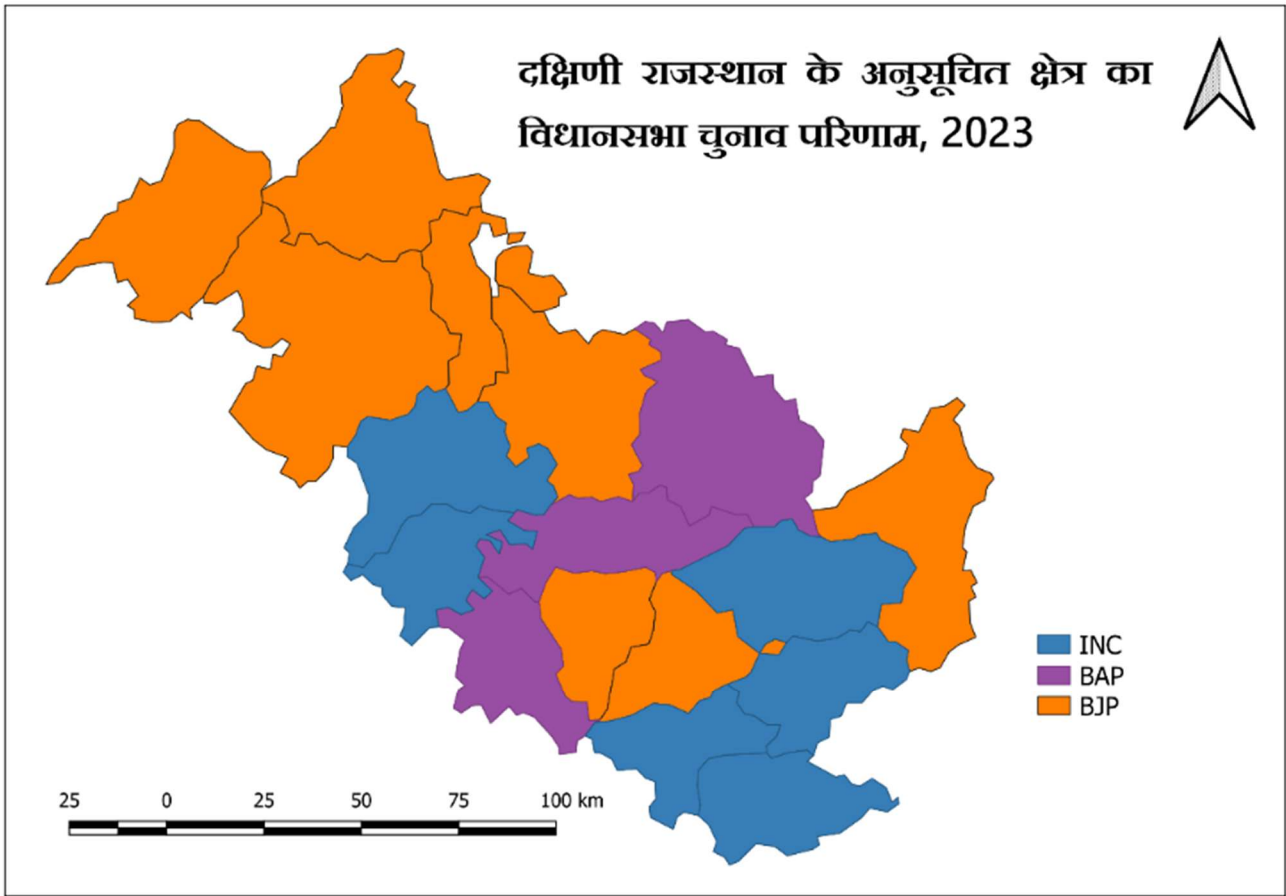 दक्षिणी राजस्थान के अनुसूचित क्षेत्र का
विधानसभा चुनाव परिणाम, 2023
INC
BAP
BJP
25 0 25 50 75 100 km